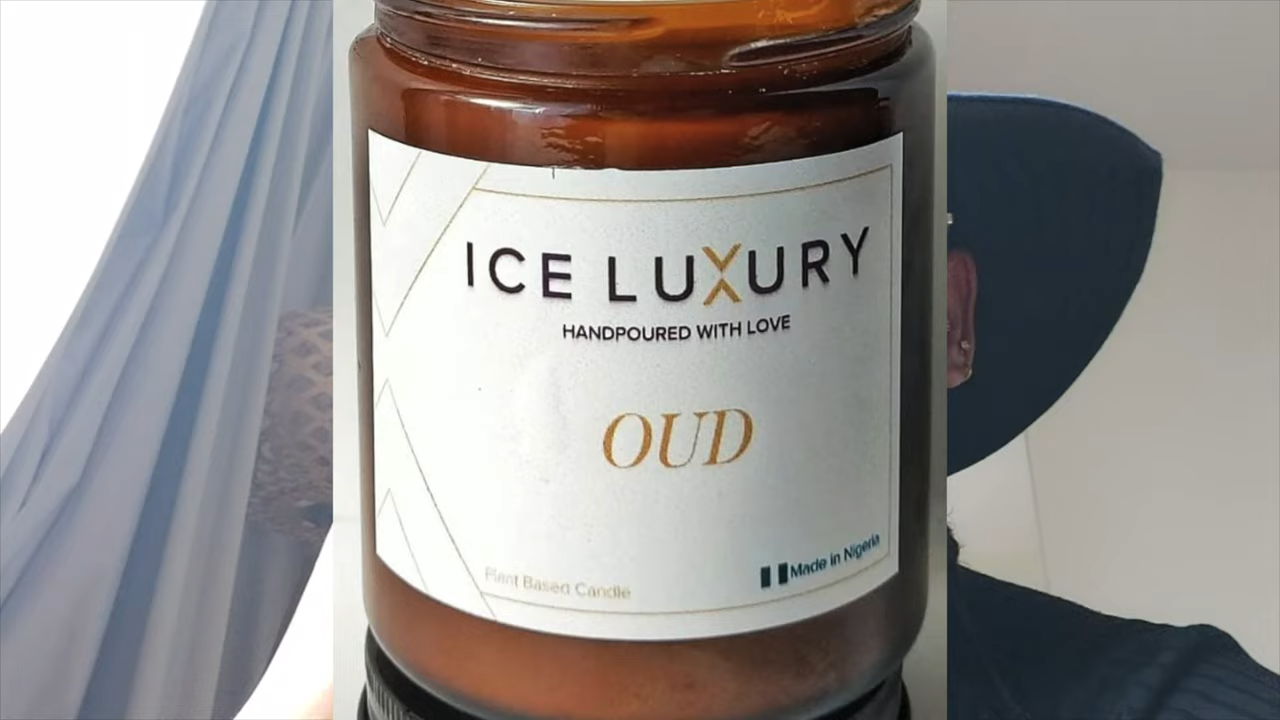 ICE LUXURY
HANDPOURED WITH LOVE
OUD
Plant Based Candle
Made in Nigeria